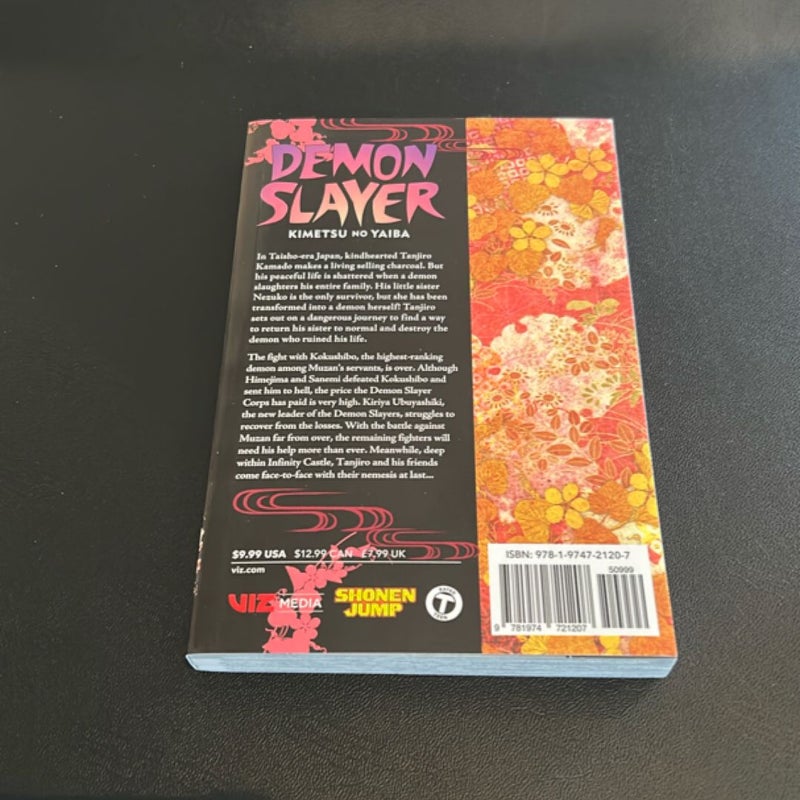 DEMON
SLAYER
KIMETSU NO YAIBA
In Taisho-era Japan, kindhearted Tanjiro
Kamado makes a living selling charcoal. But
his peaceful life is shattered when a demon
slaughters his entire family. His little sister
Nezuko is the only survivor, but she has been
transformed into a demon herself! Tanjiro
sets out on a dangerous journey to find a way
to return his sister to normal and destroy the
demon who ruined his life.
The fight with Kokushibo, the highest-ranking
demon among Muzan's servants, is over. Although
Himejima and Sanemi defeated Kokushibo and
sent him to hell, the price the Demon Slayer
Corps has paid is very high. Kiriya Ubuyashiki,
the new leader of the Demon Slayers, struggles to
recover from the losses. With the battle against
Muzan far from over, the remaining fighters will
need his help more than ever. Meanwhile, deep
within Infinity Castle, Tanjiro and his friends
come face-to-face with their nemesis at last...
$9.99 USA $12.99 CAN £7.99 UK
viz.com
VIZ MEDIA
SHONEN
JUMP
RATED
T
TEEN
ISBN: 978-1-9747-2120-7
50999
9 781974 721207